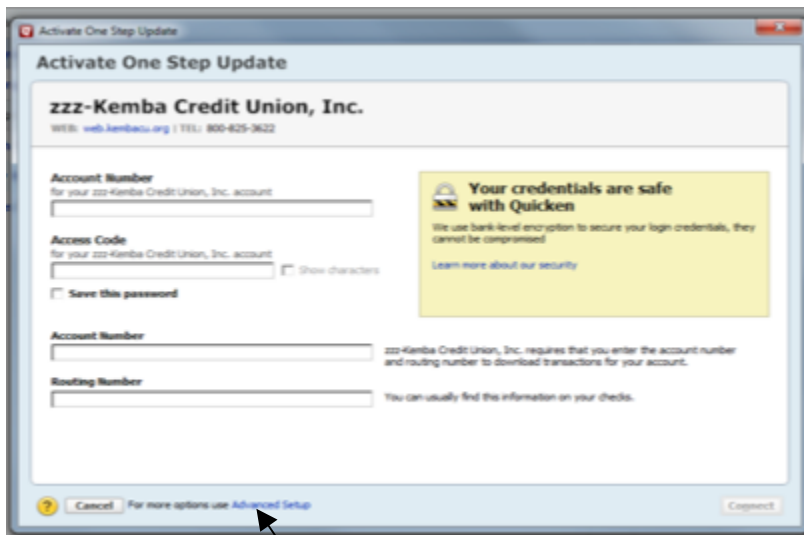 Activate One Step Update
Activate One Step Update
zzz-Kemba Credit Union, Inc.
WEB: web.kembacu.org | TEL: 800-825-3622
Account Number
for your zzz-Kemba Credit Union, Inc. account
Access Code
for your zzz-Kemba Credit Union, Inc. account
Show characters
Save this password
Your credentials are safe
with Quicken
We use bank-level encryption to secure your login credentials, they
cannot be compromised
Learn more about our security
Account Number
zzz-Kemba Credit Union, Inc. requires that you enter the account number
and routing number to download transactions for your account.
Routing Number
You can usually find this information on your checks.
? Cancel For more options use Advanced Setup
Connect